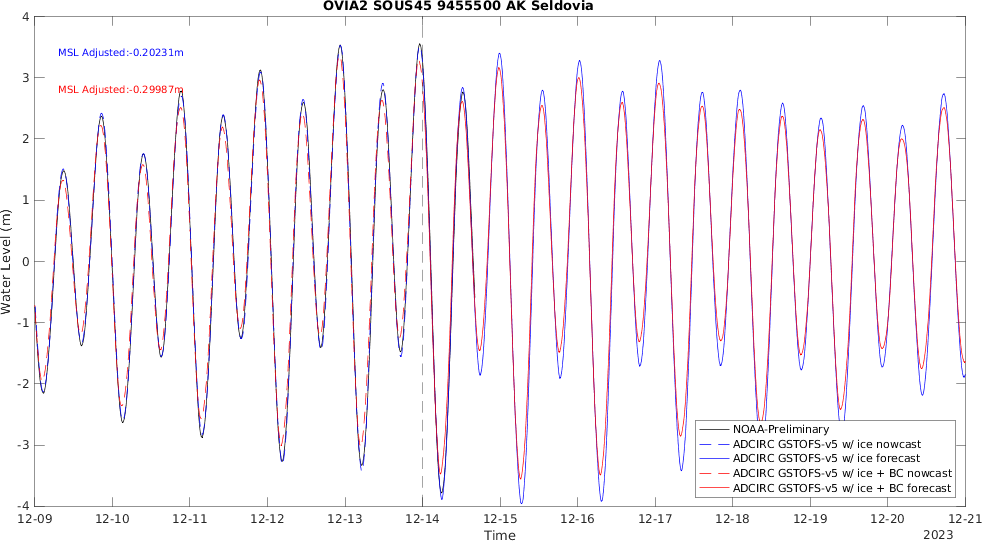 OVIA2 SOUS45 9455500 AK Seldovia
MSL Adjusted:-0.20231m
MSL Adjusted:-0.29987m
Water Level (m)
4
3
2
1
0
-1
-2
-3
-4
NOAA-Preliminary
ADCIRC GSTOFS-v5 w/ ice nowcast
ADCIRC GSTOFS-v5 w/ ice forecast
ADCIRC GSTOFS-v5 w/ ice + BC nowcast
ADCIRC GSTOFS-v5 w/ ice + BC forecast
12-09 12-10 12-11 12-12 12-13 12-14 12-15 12-16 12-17 12-18 12-19 12-20 12-21
Time
2023